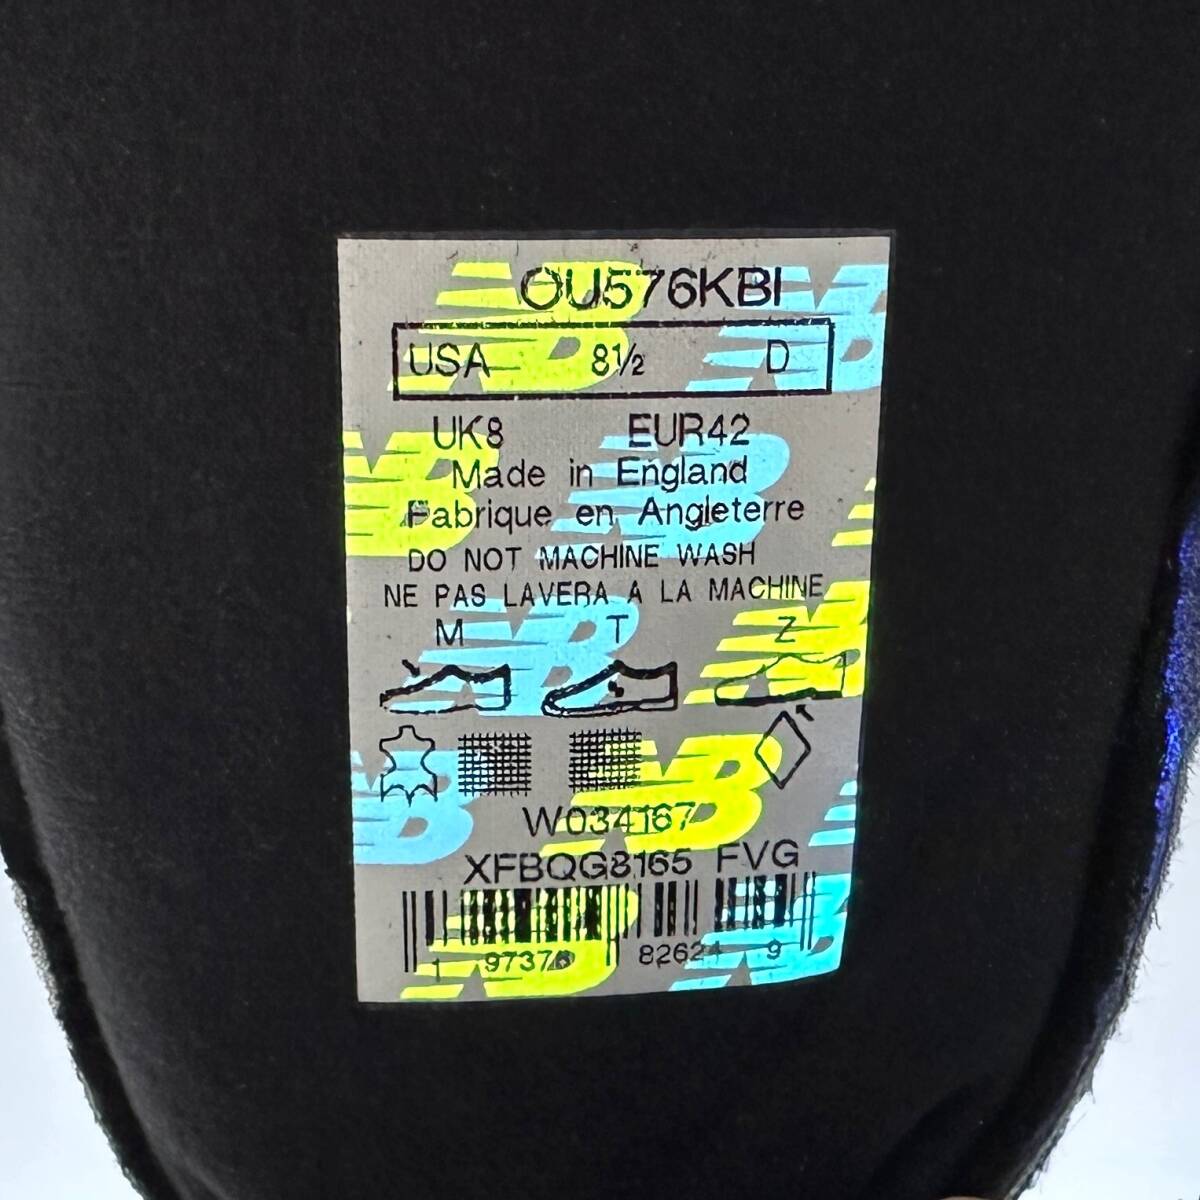 OU576KBI
USA 8½ D
UK8 EUR42
Made in England
Fabrique en Angleterre
DO NOT MACHINE WASH
NE PAS LAVERA A LA MACHINE
M T Z
W034167
XFBQG8165 FVG
1 97376 82624 9